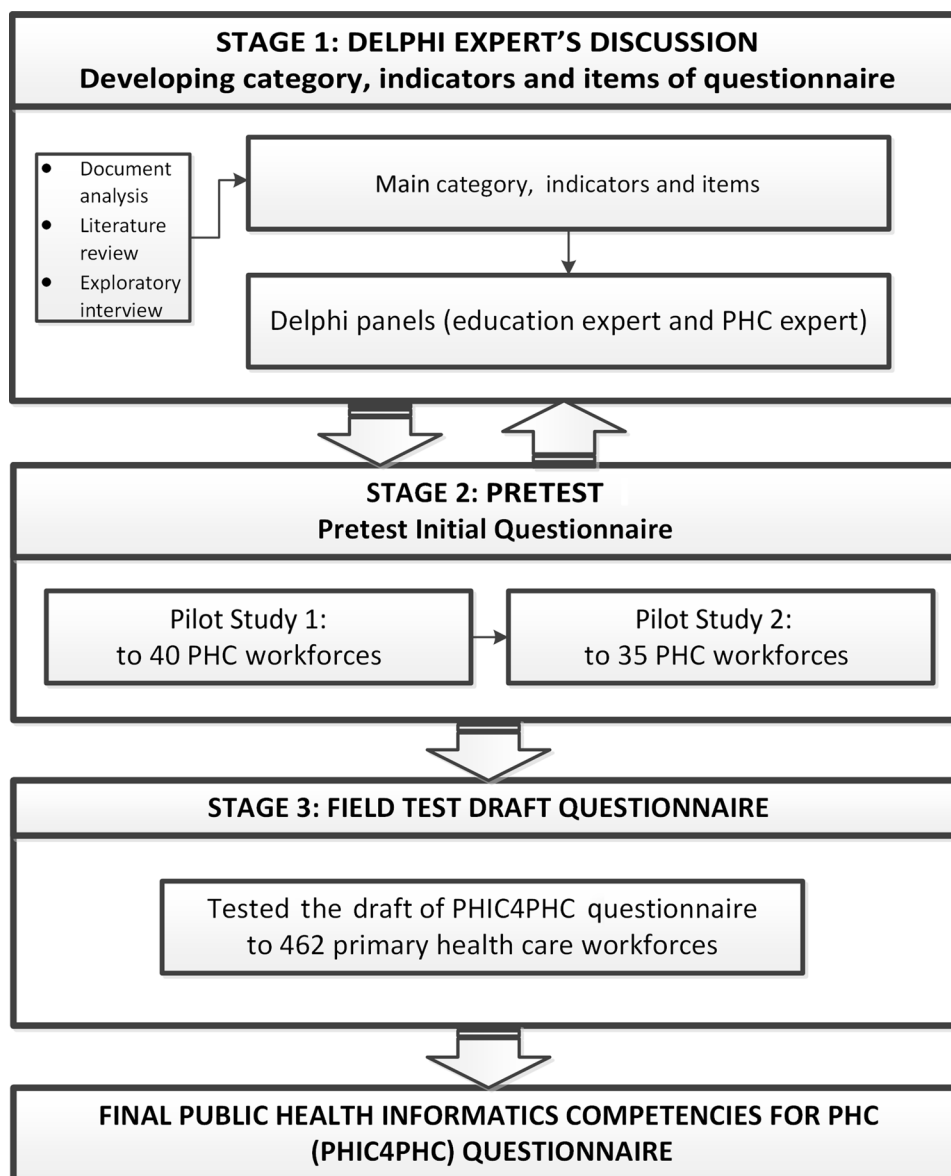 STAGE 1: DELPHI EXPERT'S DISCUSSION
Developing category, indicators and items of questionnaire
● Document
analysis
● Literature
review
● Exploratory
interview
Main category, indicators and items
Delphi panels (education expert and PHC expert)
STAGE 2: PRETEST
Pretest Initial Questionnaire
Pilot Study 1:
to 40 PHC workforces
Pilot Study 2:
to 35 PHC workforces
STAGE 3: FIELD TEST DRAFT QUESTIONNAIRE
Tested the draft of PHIC4PHC questionnaire
to 462 primary health care workforces
FINAL PUBLIC HEALTH INFORMATICS COMPETENCIES FOR PHC
(PHIC4PHC) QUESTIONNAIRE